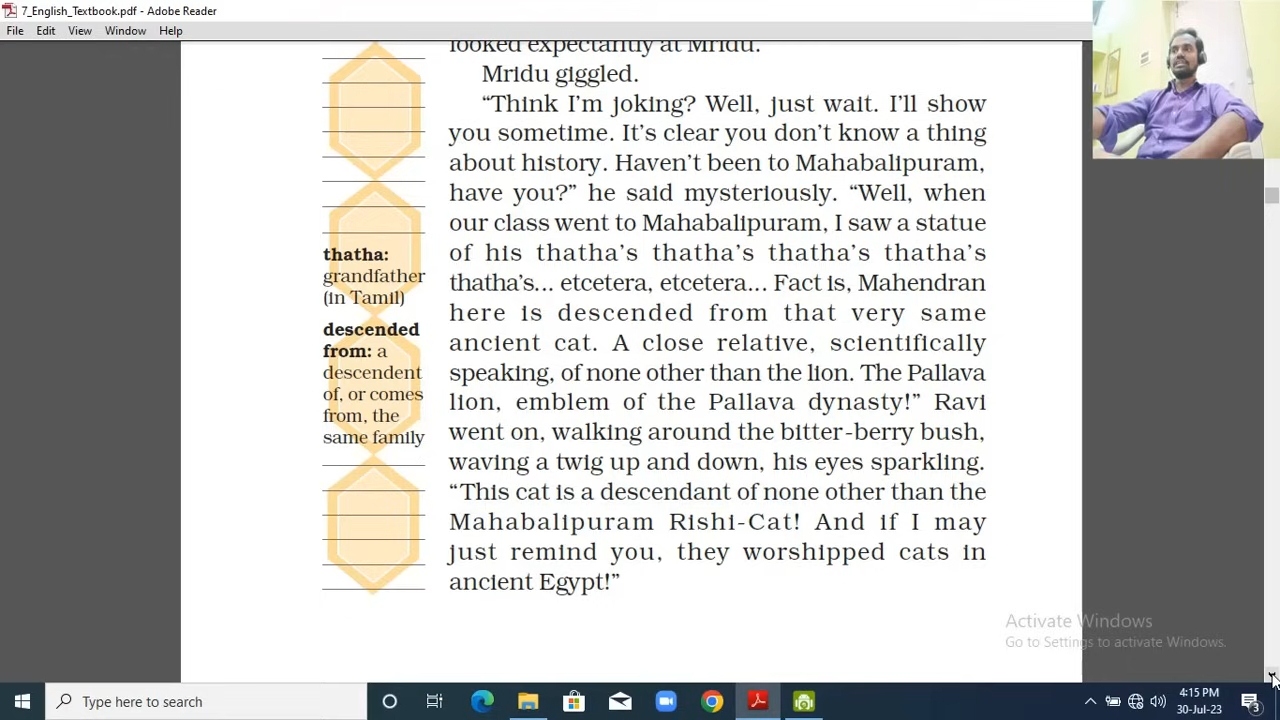 7_English_Textbook.pdf - Adobe Reader
File Edit View Window Help
looked expectantly at Mridu.
Mridu giggled.
“Think I’m joking? Well, just wait. I’ll show
you sometime. It’s clear you don’t know a thing
about history. Haven’t been to Mahabalipuram,
have you?” he said mysteriously. “Well, when
our class went to Mahabalipuram, I saw a statue
of his thatha’s thatha’s thatha’s thatha’s
thatha’s... etcetera, etcetera... Fact is, Mahendran
here is descended from that very same
ancient cat. A close relative, scientifically
speaking, of none other than the lion. The Pallava
lion, emblem of the Pallava dynasty!” Ravi
went on, walking around the bitter-berry bush,
waving a twig up and down, his eyes sparkling.
“This cat is a descendant of none other than the
Mahabalipuram Rishi-Cat! And if I may
just remind you, they worshipped cats in
ancient Egypt!”
thatha:
grandfather
(in Tamil)
descended
from: a
descendent
of, or comes
from, the
same family
Activate Windows
Go to Settings to activate Windows.
Type here to search
4:15 PM
30-Jul-23
3